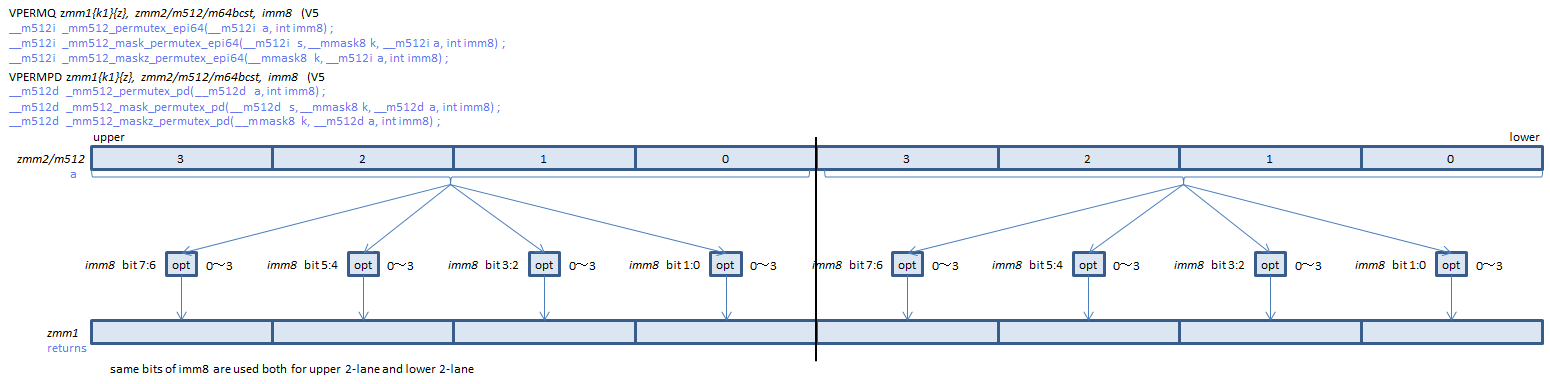 VPERMQ zmm1{k1}{z}, zmm2/m512/m64bcst, imm8 (V5
__m512i _mm512_permutex_epi64(__m512i a, int imm8) ;
__m512i _mm512_mask_permutex_epi64(__m512i s, __mmask8 k, __m512i a, int imm8) ;
__m512i _mm512_maskz_permutex_epi64(__mmask8 k, __m512i a, int imm8) ;
VPERMPD zmm1{k1}{z}, zmm2/m512/m64bcst, imm8 (V5
__m512d _mm512_permutex_pd(__m512d a, int imm8) ;
__m512d _mm512_mask_permutex_pd(__m512d s, __mmask8 k, __m512d a, int imm8) ;
__m512d _mm512_maskz_permutex_pd(__mmask8 k, __m512d a, int imm8) ;
upper lower
zmm2/m512 3 2 1 0 3 2 1 0
a
imm8 bit 7:6 opt 0～3 imm8 bit 5:4 opt 0～3 imm8 bit 3:2 opt 0～3 imm8 bit 1:0 opt 0～3 imm8 bit 7:6 opt 0～3 imm8 bit 5:4 opt 0～3 imm8 bit 3:2 opt 0～3 imm8 bit 1:0 opt 0～3
zmm1
returns
same bits of imm8 are used both for upper 2-lane and lower 2-lane